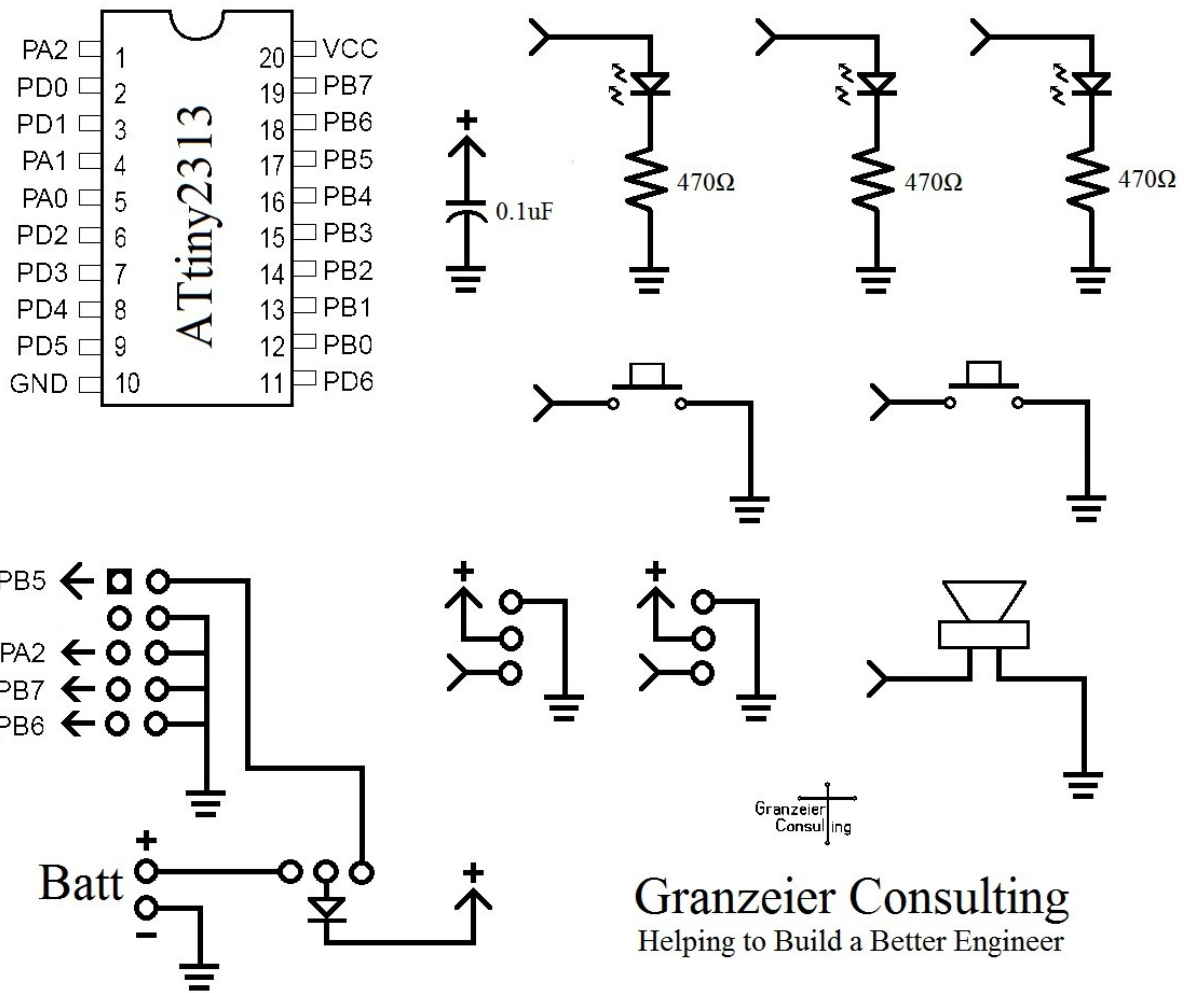 PA2 1 20 VCC
PD0 2 19 PB7
PD1 3 18 PB6
PA1 4 17 PB5
PA0 5 16 PB4
PD2 6 15 PB3
PD3 7 14 PB2
PD4 8 13 PB1
PD5 9 12 PB0
GND 10 11 PD6
ATtiny2313
+
0.1uF
470Ω
470Ω
470Ω
PB5
PA2
PB7
PB6
+
+
+
Batt
−
+
Granzeier
Consulting
Granzeier Consulting
Helping to Build a Better Engineer